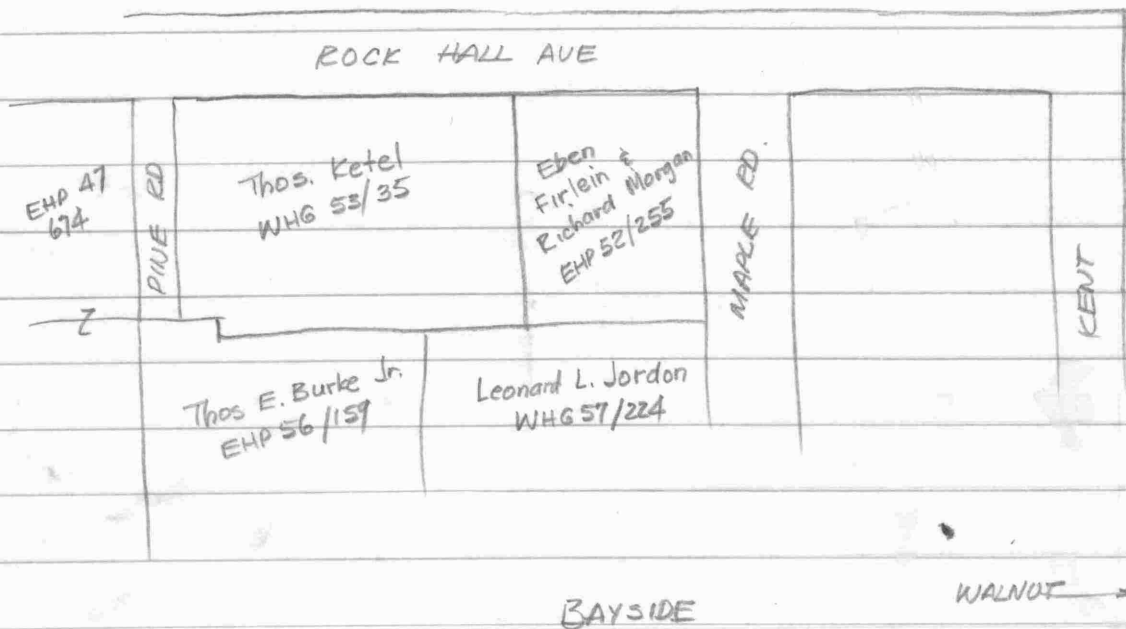 ROCK HALL AVE
EHP 47
674
PINE RD
Thos. Ketel
WHG 53/35
Eben
Firlein &
Richard Morgan
EHP 52/255
MAPLE RD.
KENT
Z
Thos E. Burke Jr.
EHP 56/159
Leonard L. Jordon
WHG 57/224
WALNUT
BAYSIDE